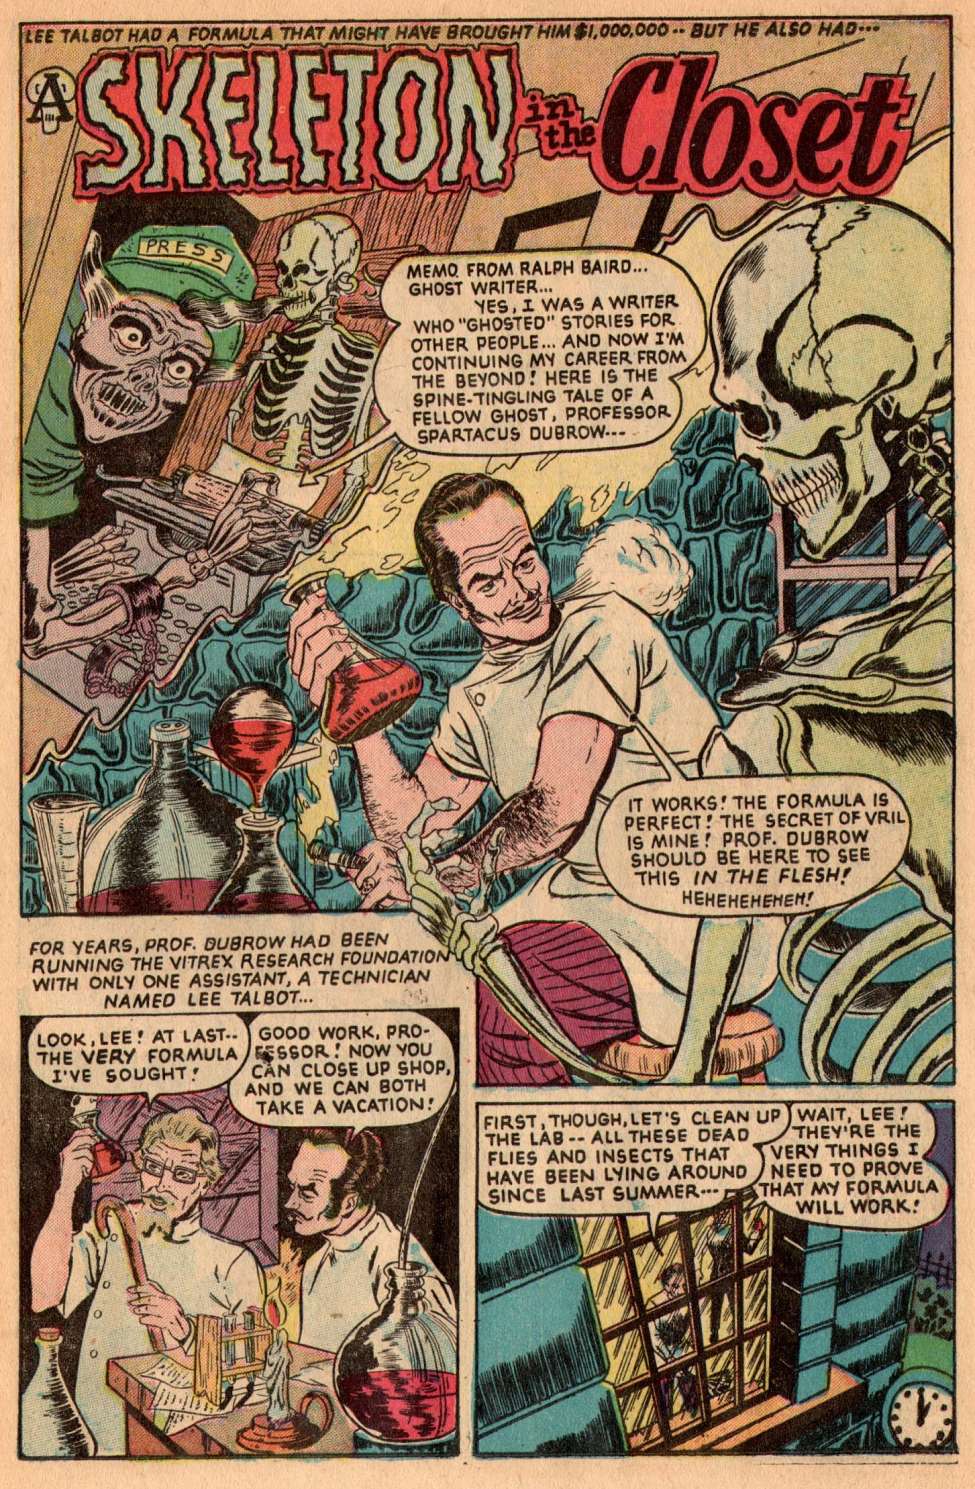 LEE TALBOT HAD A FORMULA THAT MIGHT HAVE BROUGHT HIM $1,000,000-- BUT HE ALSO HAD---
A SKELETON in the Closet
PRESS
MEMO FROM RALPH BAIRD...
GHOST WRITER...
YES, I WAS A WRITER
WHO "GHOSTED" STORIES FOR
OTHER PEOPLE... AND NOW I'M
CONTINUING MY CAREER FROM
THE BEYOND! HERE IS THE
SPINE-TINGLING TALE OF A
FELLOW GHOST, PROFESSOR
SPARTACUS DUBROW---
IT WORKS! THE FORMULA IS
PERFECT! THE SECRET OF VRIL
IS MINE! PROF. DUBROW
SHOULD BE HERE TO SEE
THIS IN THE FLESH!
HEHEHEHEHEH!
FOR YEARS, PROF. DUBROW HAD BEEN
RUNNING THE VITREX RESEARCH FOUNDATION
WITH ONLY ONE ASSISTANT, A TECHNICIAN
NAMED LEE TALBOT...
LOOK, LEE! AT LAST--
THE VERY FORMULA
I'VE SOUGHT!
GOOD WORK, PRO-
FESSOR! NOW YOU
CAN CLOSE UP SHOP,
AND WE CAN BOTH
TAKE A VACATION!
FIRST, THOUGH, LET'S CLEAN UP
THE LAB-- ALL THESE DEAD
FLIES AND INSECTS THAT
HAVE BEEN LYING AROUND
SINCE LAST SUMMER---
WAIT, LEE!
THEY'RE THE
VERY THINGS I
NEED TO PROVE
THAT MY FORMULA
WILL WORK!
1